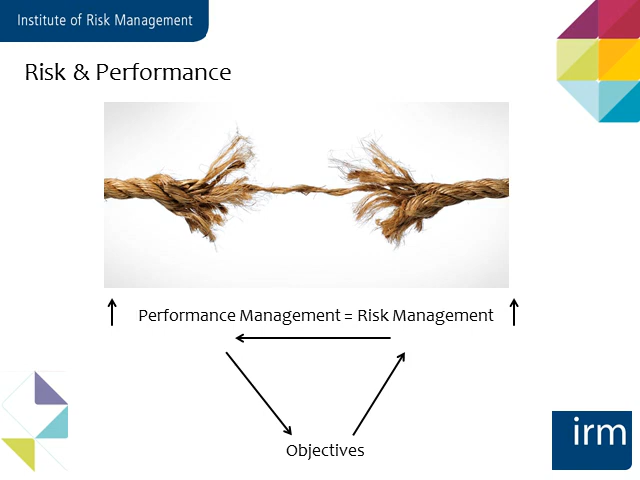 Institute of Risk Management
Risk & Performance
Performance Management = Risk Management
Objectives
irm